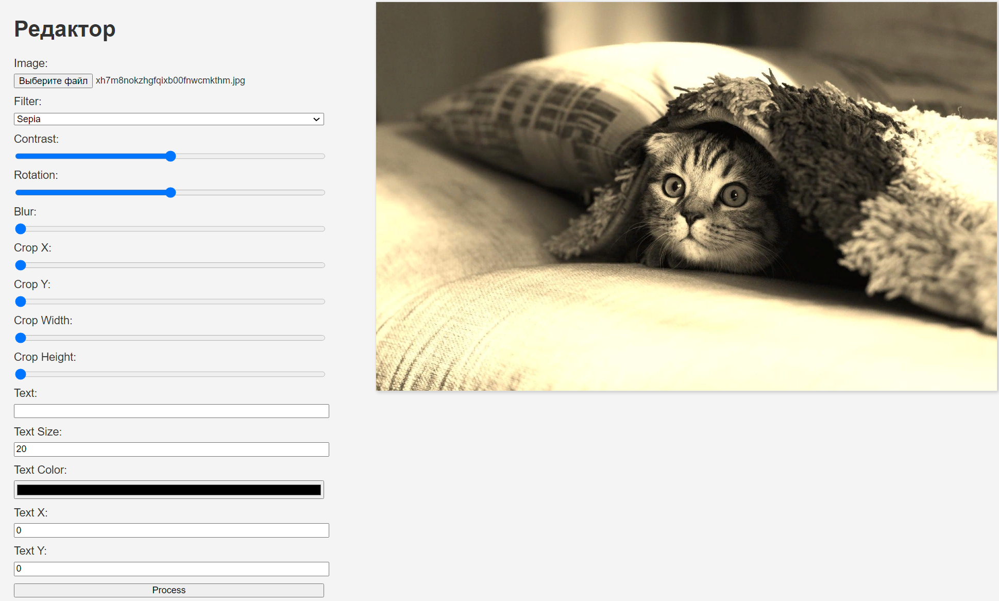 Редактор
Image:
Выберите файл xh7m8nokzhgfqixb00fnwcmkthm.jpg
Filter:
Sepia
Contrast:
Rotation:
Blur:
Crop X:
Crop Y:
Crop Width:
Crop Height:
Text:
Text Size:
20
Text Color:
Text X:
0
Text Y:
0
Process